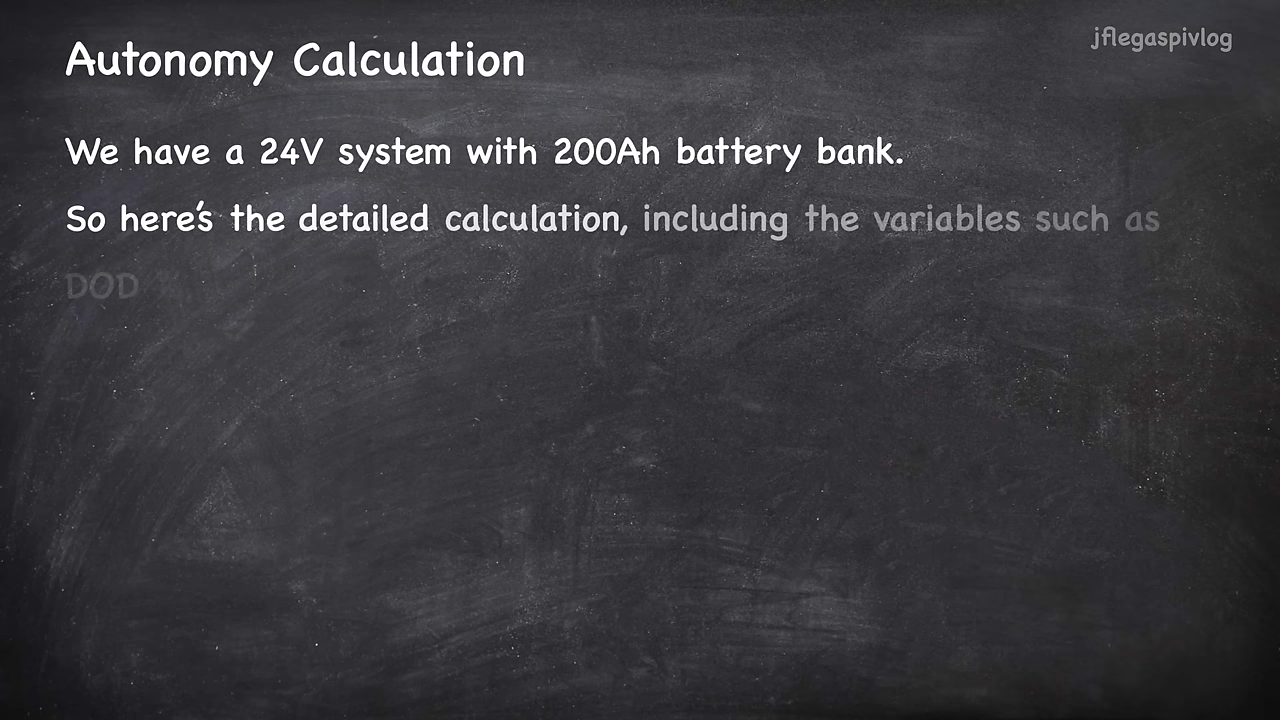 Autonomy Calculation
jflegaspivlog
We have a 24V system with 200Ah battery bank.
So here's the detailed calculation, including the variables such as
DOD